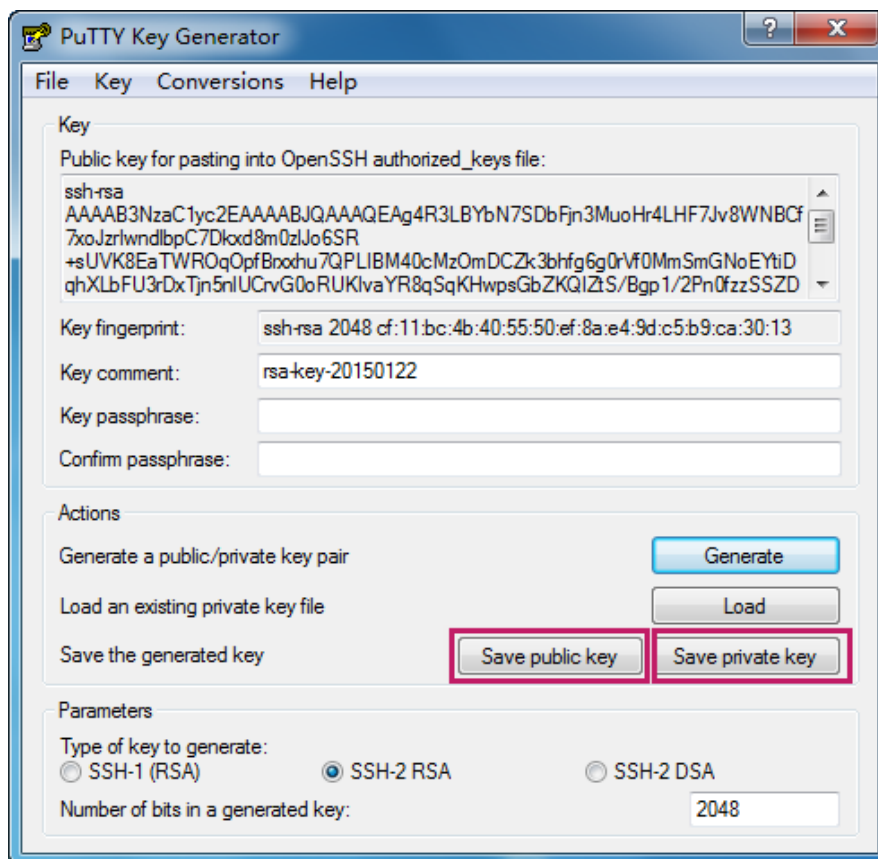 PuTTY Key Generator
File Key Conversions Help
Key
Public key for pasting into OpenSSH authorized_keys file:
ssh-rsa
AAAAB3NzaC1yc2EAAAABJQAAAQEAg4R3LBYbN7SDbFjn3MuoHr4LHF7Jv8WNBCf
7xoJzrIwndIbpC7Dkxd8m0zIJo6SR
+sUVK8EaTWROqOpfBrxxhu7QPLIBM40cMzOmDCZk3bhfg6g0rVf0MmSmGNoEYtiD
qhXLbFU3rDxTjn5nIUCrvG0oRUKIvaYR8qSqKHwpsGbZKQIZtS/Bgp1/2Pn0fzzSSZD
Key fingerprint: ssh-rsa 2048 cf:11:bc:4b:40:55:50:ef:8a:e4:9d:c5:b9:ca:30:13
Key comment: rsa-key-20150122
Key passphrase:
Confirm passphrase:
Actions
Generate a public/private key pair Generate
Load an existing private key file Load
Save the generated key Save public key Save private key
Parameters
Type of key to generate:
SSH-1 (RSA) SSH-2 RSA SSH-2 DSA
Number of bits in a generated key: 2048